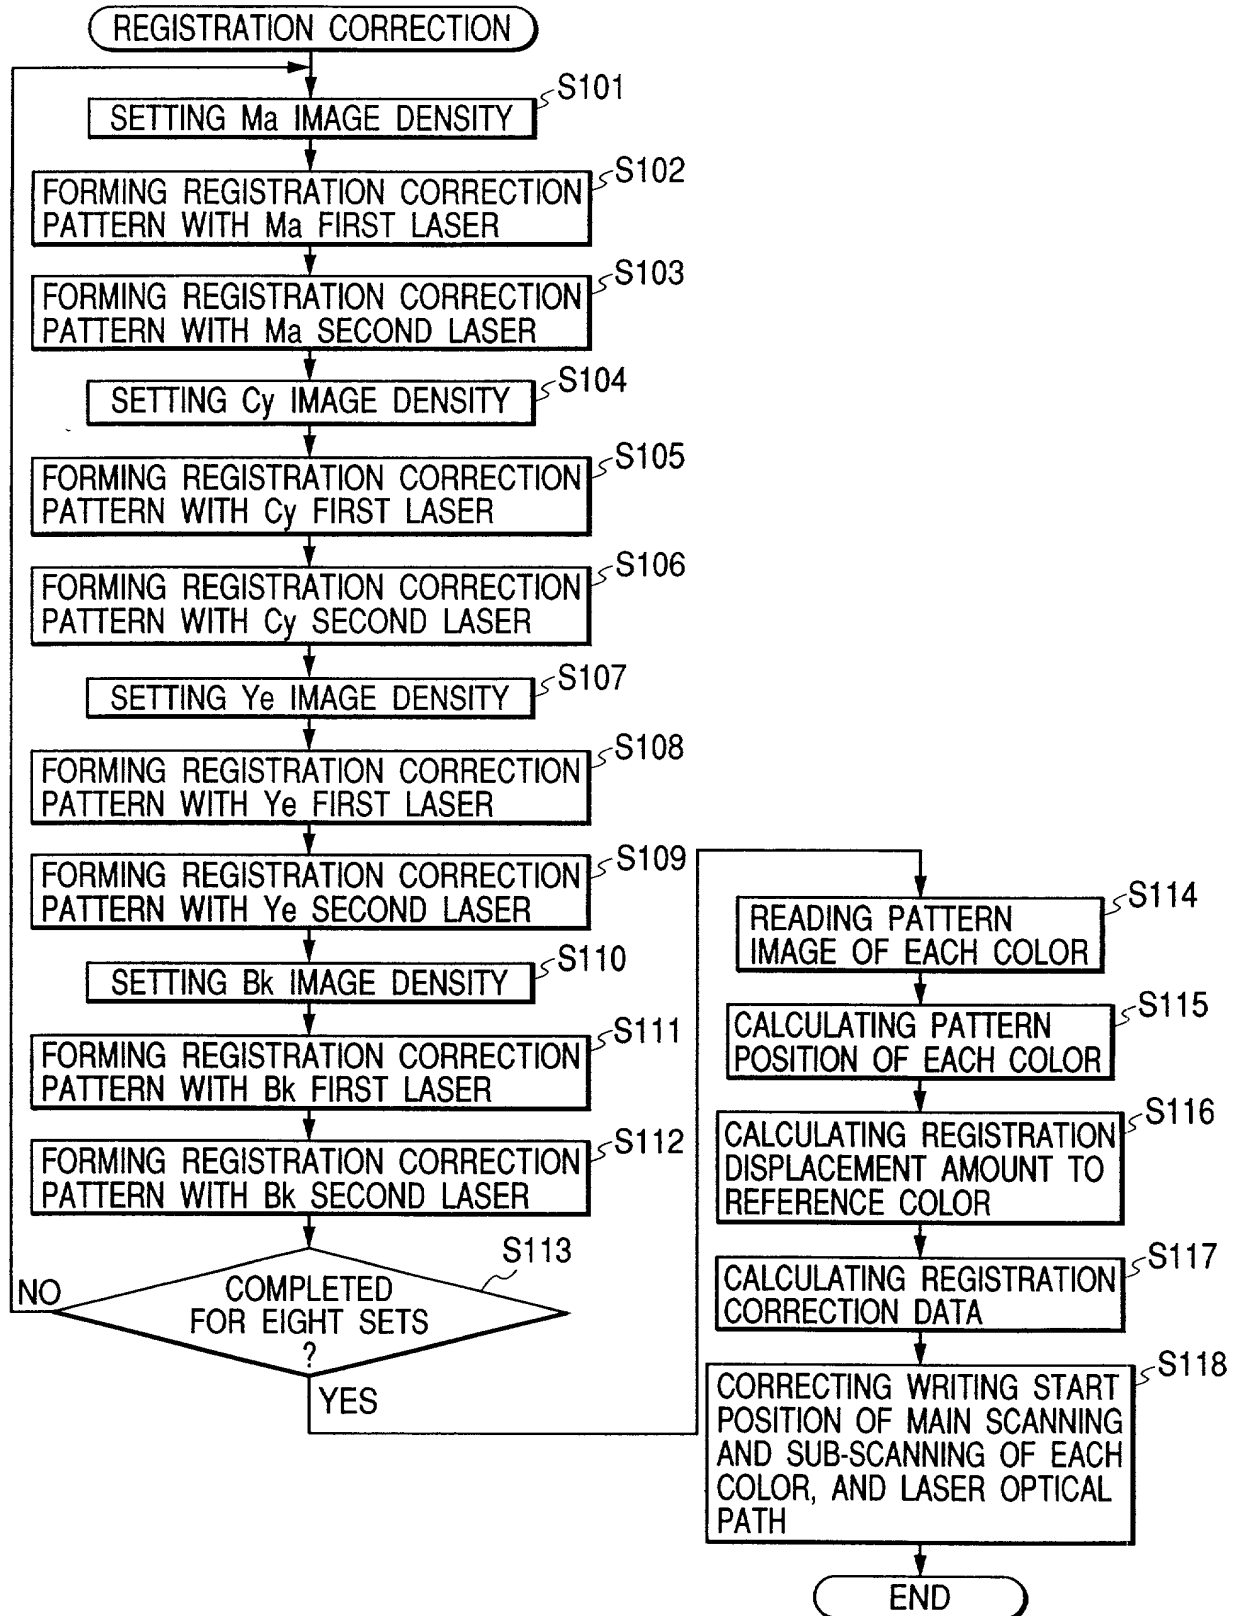 REGISTRATION CORRECTION
S101
SETTING Ma IMAGE DENSITY
S102
FORMING REGISTRATION CORRECTION
PATTERN WITH Ma FIRST LASER
S103
FORMING REGISTRATION CORRECTION
PATTERN WITH Ma SECOND LASER
S104
SETTING Cy IMAGE DENSITY
S105
FORMING REGISTRATION CORRECTION
PATTERN WITH Cy FIRST LASER
S106
FORMING REGISTRATION CORRECTION
PATTERN WITH Cy SECOND LASER
S107
SETTING Ye IMAGE DENSITY
S108
FORMING REGISTRATION CORRECTION
PATTERN WITH Ye FIRST LASER
S109
FORMING REGISTRATION CORRECTION
PATTERN WITH Ye SECOND LASER
S110
SETTING Bk IMAGE DENSITY
S111
FORMING REGISTRATION CORRECTION
PATTERN WITH Bk FIRST LASER
S112
FORMING REGISTRATION CORRECTION
PATTERN WITH Bk SECOND LASER
S113
COMPLETED
FOR EIGHT SETS
?
NO
YES
S114
READING PATTERN
IMAGE OF EACH COLOR
S115
CALCULATING PATTERN
POSITION OF EACH COLOR
S116
CALCULATING REGISTRATION
DISPLACEMENT AMOUNT TO
REFERENCE COLOR
S117
CALCULATING REGISTRATION
CORRECTION DATA
S118
CORRECTING WRITING START
POSITION OF MAIN SCANNING
AND SUB-SCANNING OF EACH
COLOR, AND LASER OPTICAL
PATH
END